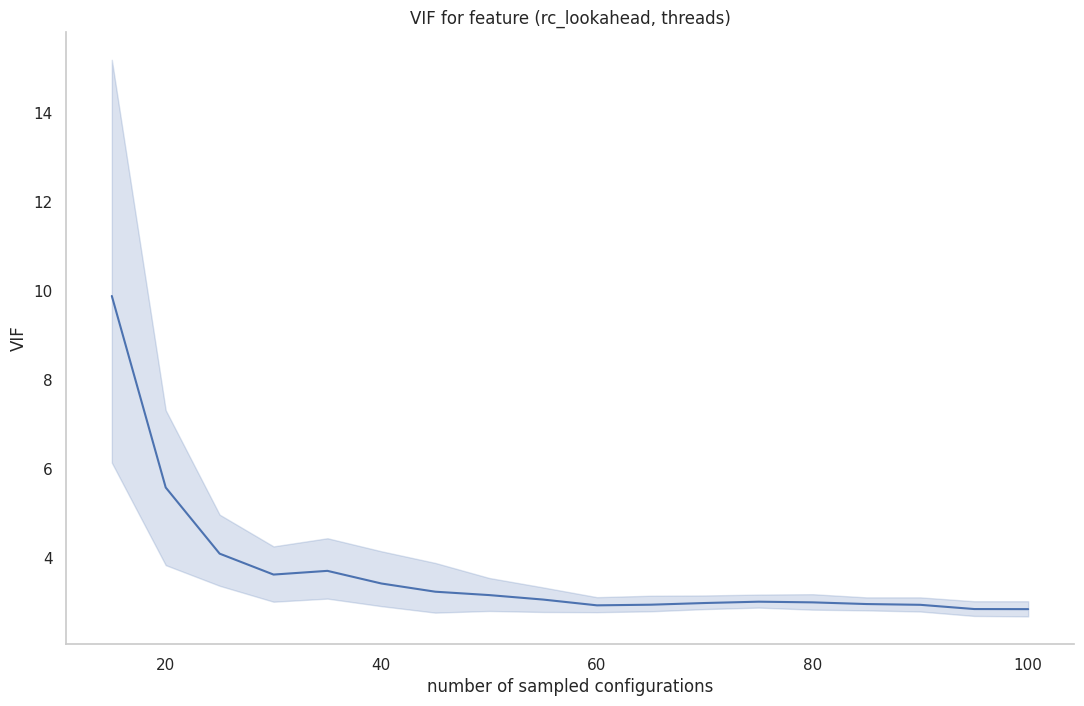 VIF for feature (rc_lookahead, threads)
14
12
10
8
6
4
VIF
20 40 60 80 100
number of sampled configurations